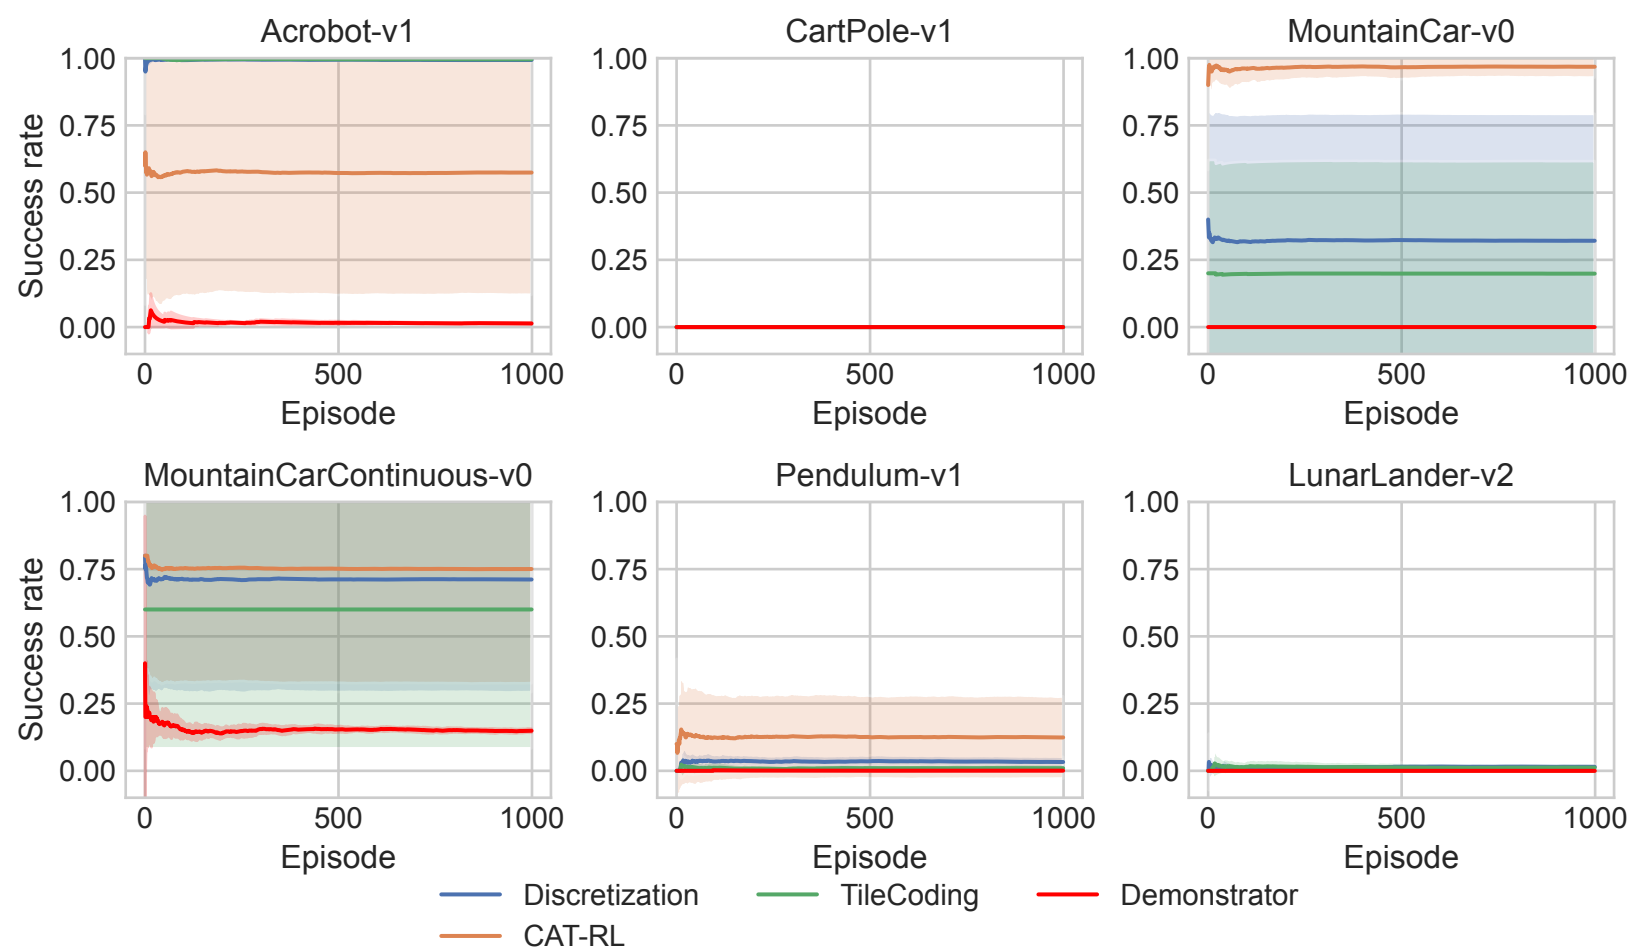 Acrobot-v1
CartPole-v1
MountainCar-v0
Success rate
1.00
0.75
0.50
0.25
0.00
0
500
1000
Episode
1.00
0.75
0.50
0.25
0.00
0
500
1000
Episode
1.00
0.75
0.50
0.25
0.00
0
500
1000
Episode
MountainCarContinuous-v0
Pendulum-v1
LunarLander-v2
Success rate
1.00
0.75
0.50
0.25
0.00
0
500
1000
Episode
1.00
0.75
0.50
0.25
0.00
0
500
1000
Episode
1.00
0.75
0.50
0.25
0.00
0
500
1000
Episode
Discretization
TileCoding
Demonstrator
CAT-RL